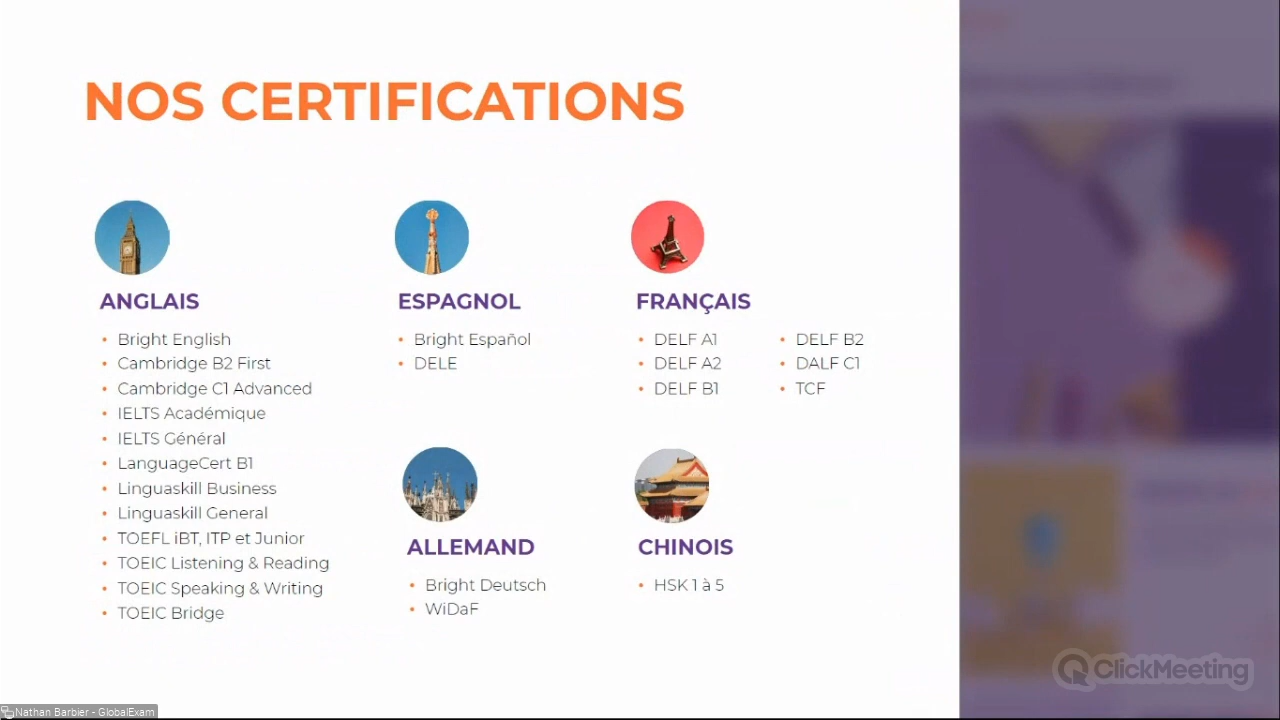 NOS CERTIFICATIONS
ANGLAIS
• Bright English
• Cambridge B2 First
• Cambridge C1 Advanced
• IELTS Académique
• IELTS Général
• LanguageCert B1
• Linguaskill Business
• Linguaskill General
• TOEFL iBT, ITP et Junior
• TOEIC Listening & Reading
• TOEIC Speaking & Writing
• TOEIC Bridge
ESPAGNOL
• Bright Español
• DELE
FRANÇAIS
• DELF A1
• DELF A2
• DELF B1
• DELF B2
• DALF C1
• TCF
ALLEMAND
• Bright Deutsch
• WiDaF
CHINOIS
• HSK 1 à 5
ClickMeeting
Nathan Barbier - GlobalExam